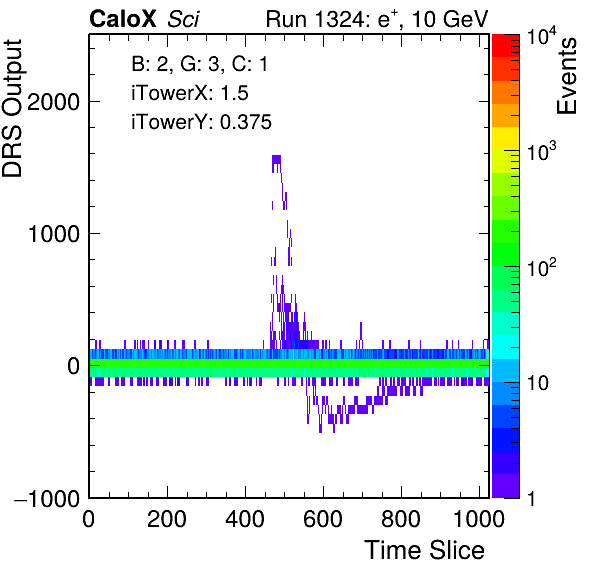 CaloX Sci Run 1324: e+, 10 GeV
B: 2, G: 3, C: 1
iTowerX: 1.5
iTowerY: 0.375
DRS Output
2000
1000
0
−1000
0 200 400 600 800 1000
Time Slice
Events
10^4
10^3
10^2
10
1